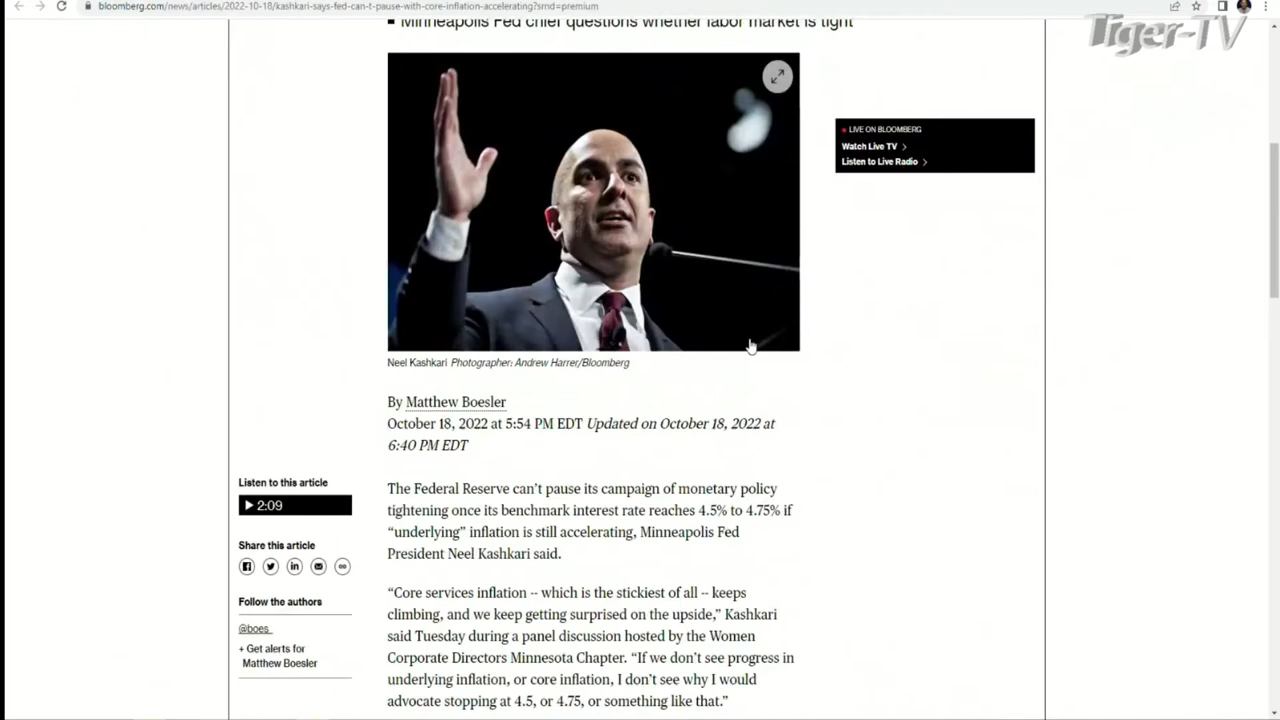 bloomberg.com/news/articles/2022-10-18/kashkari-says-fed-can-t-pause-with-core-inflation-accelerating?srnd=premium
Tiger-TV
Minneapolis Fed chief questions whether labor market is tight
LIVE ON BLOOMBERG
Watch Live TV
Listen to Live Radio
Neel Kashkari Photographer: Andrew Harrer/Bloomberg
By Matthew Boesler
October 18, 2022 at 5:54 PM EDT Updated on October 18, 2022 at
6:40 PM EDT
Listen to this article
2:09
Share this article
Follow the authors
@boes
+ Get alerts for
Matthew Boesler
The Federal Reserve can’t pause its campaign of monetary policy
tightening once its benchmark interest rate reaches 4.5% to 4.75% if
“underlying” inflation is still accelerating, Minneapolis Fed
President Neel Kashkari said.
“Core services inflation -- which is the stickiest of all -- keeps
climbing, and we keep getting surprised on the upside,” Kashkari
said Tuesday during a panel discussion hosted by the Women
Corporate Directors Minnesota Chapter. “If we don’t see progress in
underlying inflation, or core inflation, I don’t see why I would
advocate stopping at 4.5, or 4.75, or something like that.”